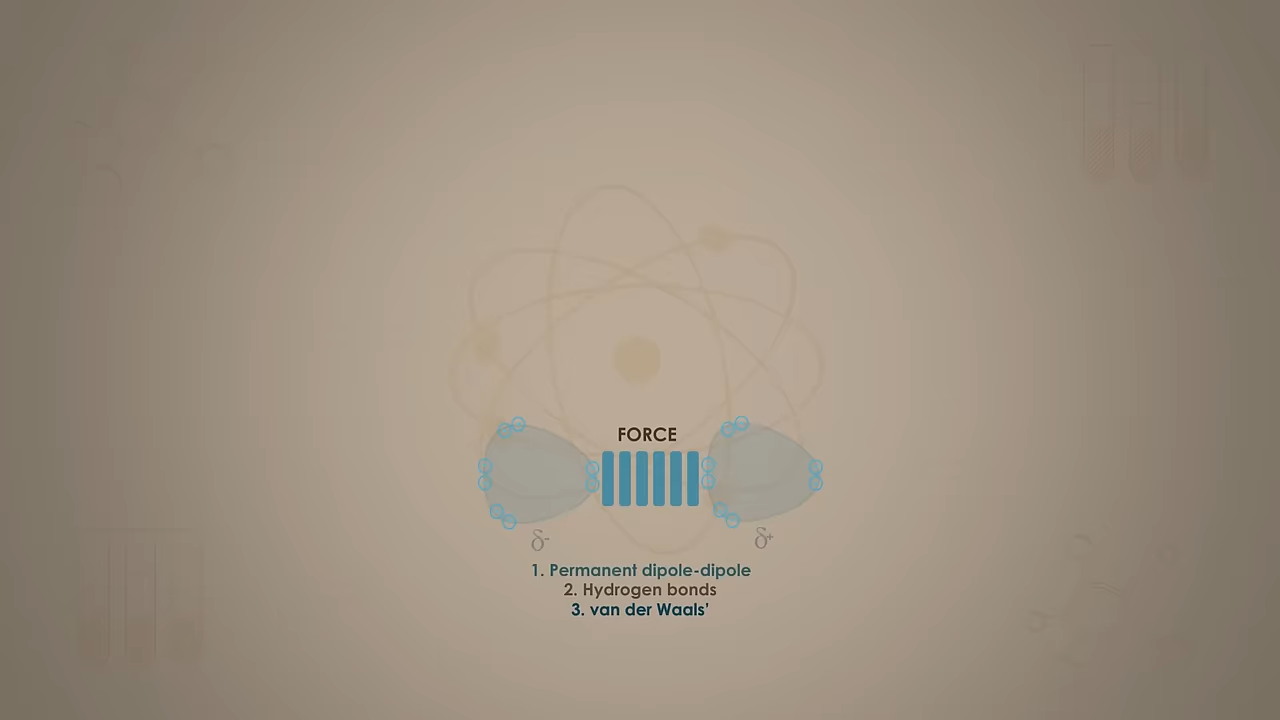 FORCE
δ- δ+
1. Permanent dipole-dipole
2. Hydrogen bonds
3. van der Waals’